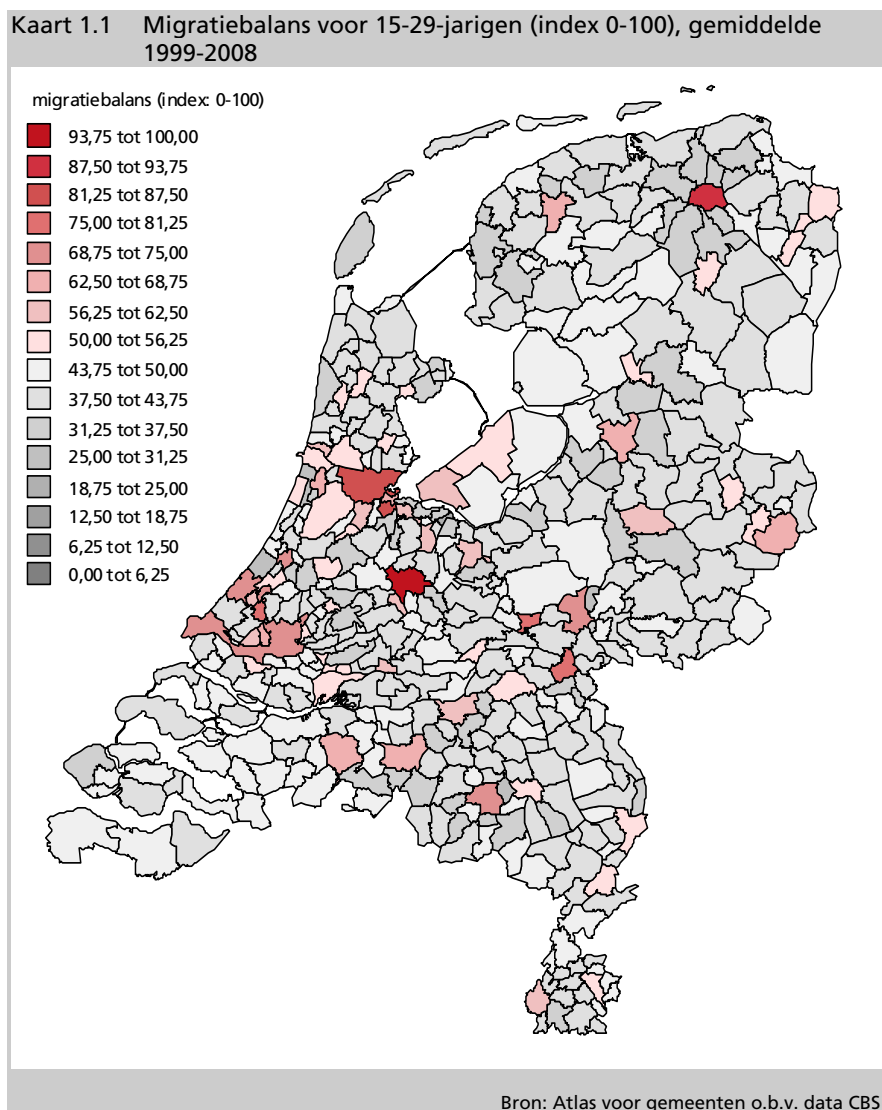 Kaart 1.1 Migratiebalans voor 15-29-jarigen (index 0-100), gemiddelde
1999-2008
migratiebalans (index: 0-100)
93,75 tot 100,00
87,50 tot 93,75
81,25 tot 87,50
75,00 tot 81,25
68,75 tot 75,00
62,50 tot 68,75
56,25 tot 62,50
50,00 tot 56,25
43,75 tot 50,00
37,50 tot 43,75
31,25 tot 37,50
25,00 tot 31,25
18,75 tot 25,00
12,50 tot 18,75
6,25 tot 12,50
0,00 tot 6,25
Bron: Atlas voor gemeenten o.b.v. data CBS